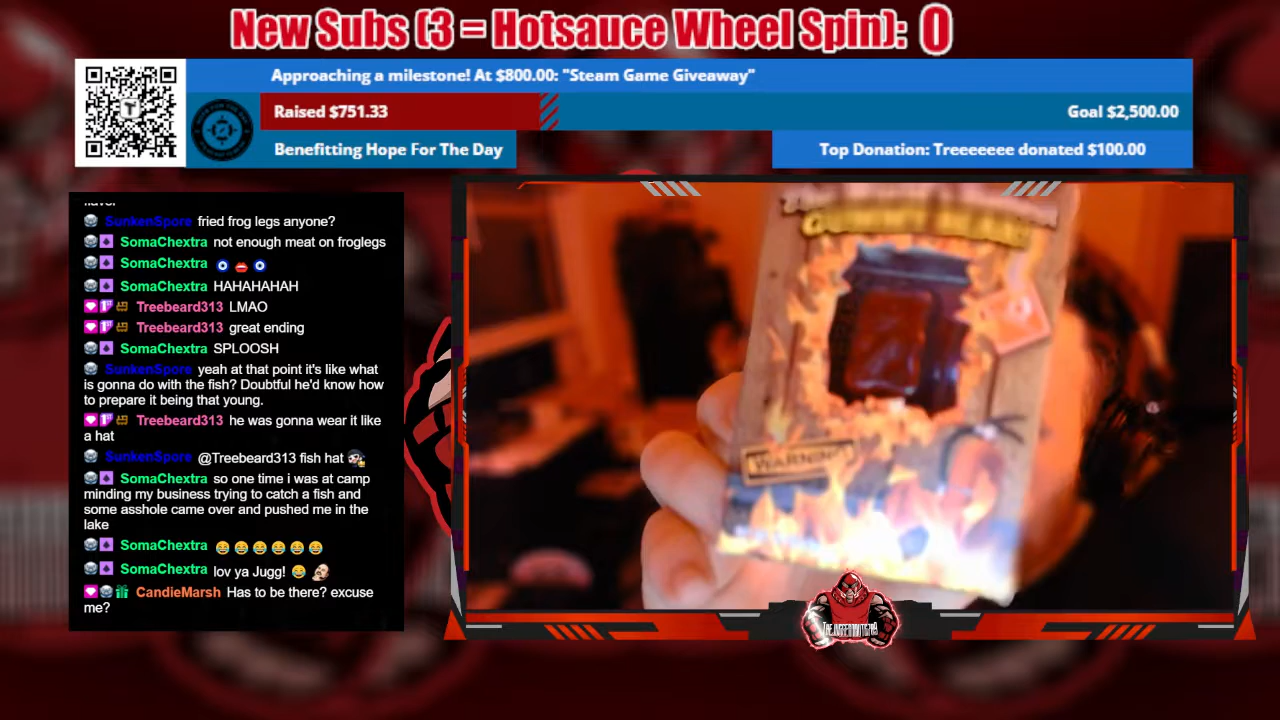 New Subs (3 = Hotsauce Wheel Spin): 0
Approaching a milestone! At $800.00: "Steam Game Giveaway"
Raised $751.33
Goal $2,500.00
Benefitting Hope For The Day
Top Donation: Treeeeeee donated $100.00
SunkenSpore fried frog legs anyone?
SomaChextra not enough meat on froglegs
SomaChextra
SomaChextra HAHAHAHAH
Treebeard313 LMAO
Treebeard313 great ending
SomaChextra SPLOOSH
SunkenSpore yeah at that point it's like what
is gonna do with the fish? Doubtful he'd know how
to prepare it being that young.
Treebeard313 he was gonna wear it like
a hat
SunkenSpore @Treebeard313 fish hat
SomaChextra so one time i was at camp
minding my business trying to catch a fish and
some asshole came over and pushed me in the
lake
SomaChextra 😂 😂 😂 😂 😂 😂
SomaChextra lov ya Jugg! 😂
CandieMarsh Has to be there? excuse
me?
WARNING